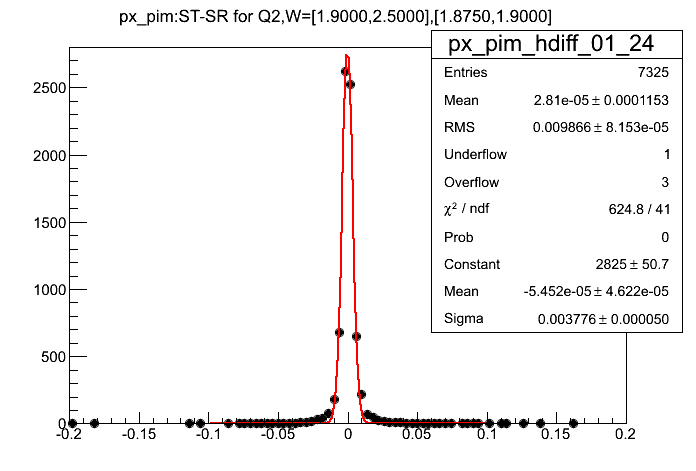 px_pim:ST-SR for Q2,W=[1.9000,2.5000],[1.8750,1.9000]
px_pim_hdiff_01_24
Entries 7325
Mean 2.81e-05 ± 0.0001153
RMS 0.009866 ± 8.153e-05
Underflow 1
Overflow 3
χ² / ndf 624.8 / 41
Prob 0
Constant 2825 ± 50.7
Mean -5.452e-05 ± 4.622e-05
Sigma 0.003776 ± 0.000050
2500
2000
1500
1000
500
0
-0.2 -0.15 -0.1 -0.05 0 0.05 0.1 0.15 0.2